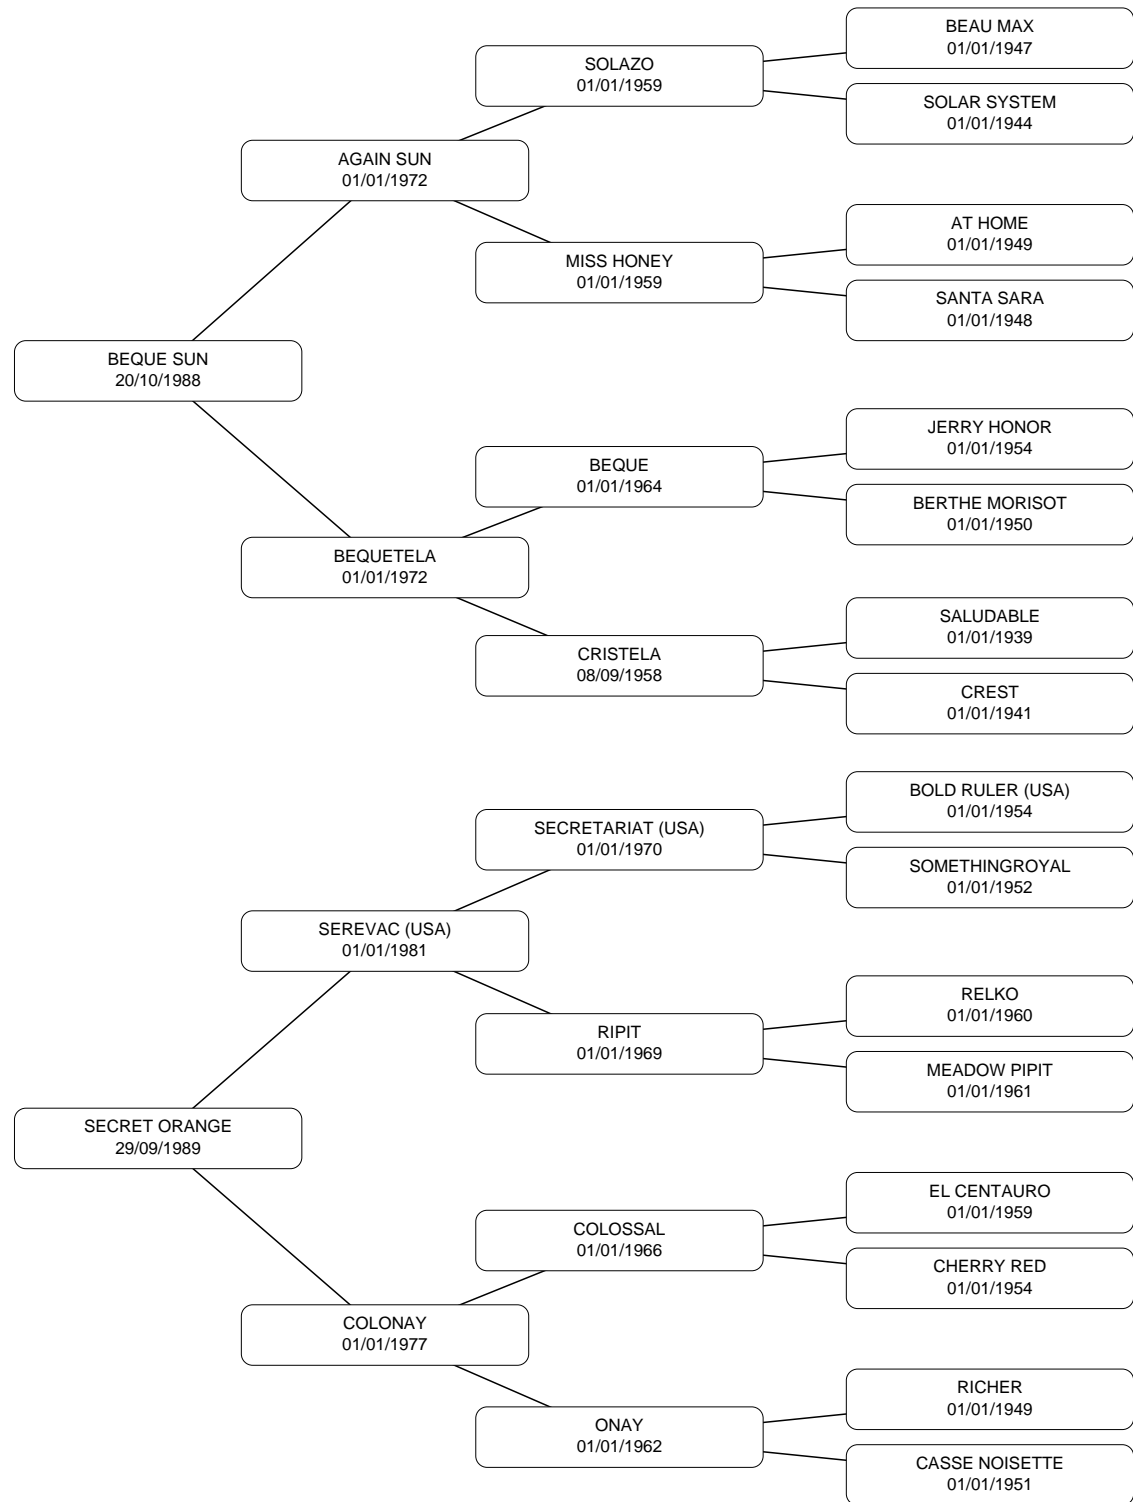 BEAU MAX
01/01/1947
SOLAZO
01/01/1959
SOLAR SYSTEM
01/01/1944
AGAIN SUN
01/01/1972
AT HOME
01/01/1949
MISS HONEY
01/01/1959
SANTA SARA
01/01/1948
BEQUE SUN
20/10/1988
JERRY HONOR
01/01/1954
BEQUE
01/01/1964
BERTHE MORISOT
01/01/1950
BEQUETELA
01/01/1972
SALUDABLE
01/01/1939
CRISTELA
08/09/1958
CREST
01/01/1941
BOLD RULER (USA)
01/01/1954
SECRETARIAT (USA)
01/01/1970
SOMETHINGROYAL
01/01/1952
SEREVAC (USA)
01/01/1981
RELKO
01/01/1960
RIPIT
01/01/1969
MEADOW PIPIT
01/01/1961
SECRET ORANGE
29/09/1989
EL CENTAURO
01/01/1959
COLOSSAL
01/01/1966
CHERRY RED
01/01/1954
COLONAY
01/01/1977
RICHER
01/01/1949
ONAY
01/01/1962
CASSE NOISETTE
01/01/1951